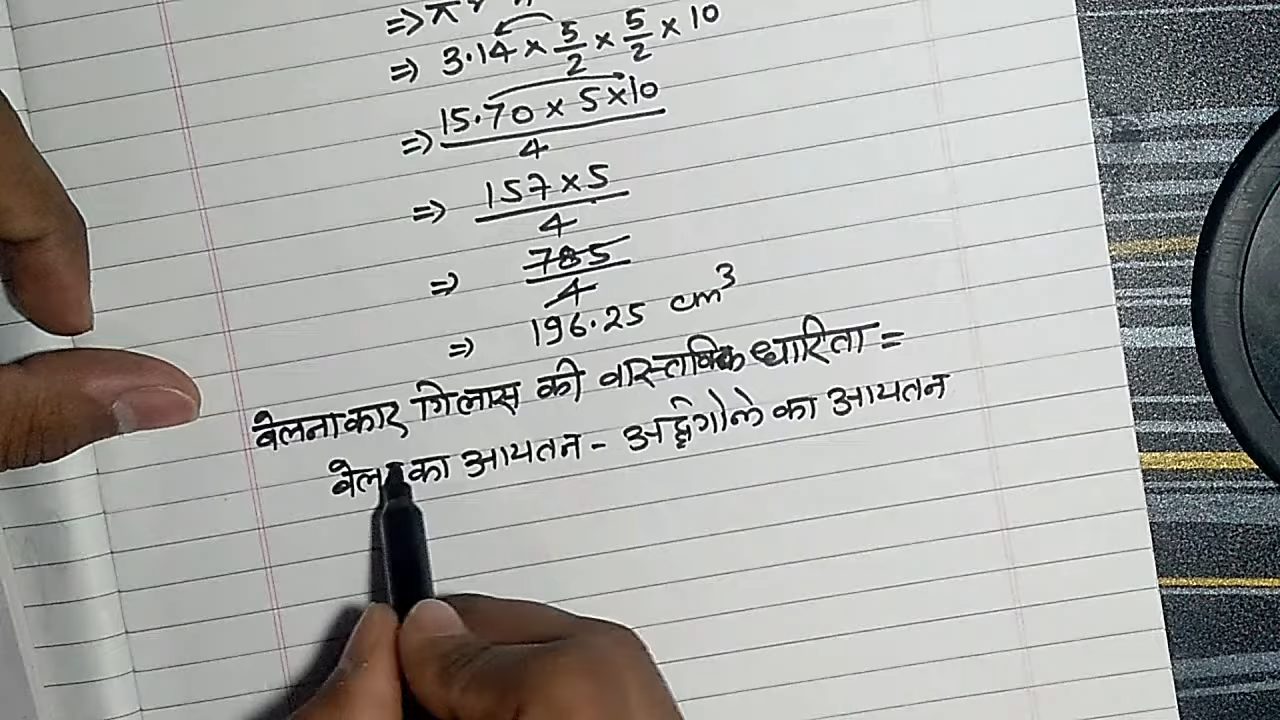 => π
=> 3.14 × 5/2 × 5/2 × 10
=> 15.70 × 5×10 / 4
=> 157 × 5 / 4
=> 785 / 4
=> 196.25 cm³
बेलनाकार गिलास की वास्तविक धारिता =
का आयतन - अर्द्धगोले का आयतन